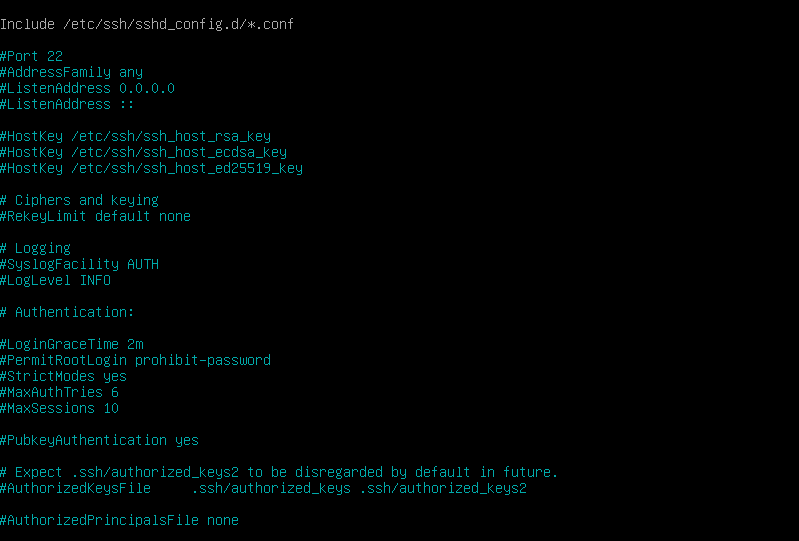 Include /etc/ssh/sshd_config.d/*.conf
#Port 22
#AddressFamily any
#ListenAddress 0.0.0.0
#ListenAddress ::
#HostKey /etc/ssh/ssh_host_rsa_key
#HostKey /etc/ssh/ssh_host_ecdsa_key
#HostKey /etc/ssh/ssh_host_ed25519_key
# Ciphers and keying
#RekeyLimit default none
# Logging
#SyslogFacility AUTH
#LogLevel INFO
# Authentication:
#LoginGraceTime 2m
#PermitRootLogin prohibit-password
#StrictModes yes
#MaxAuthTries 6
#MaxSessions 10
#PubkeyAuthentication yes
# Expect .ssh/authorized_keys2 to be disregarded by default in future.
#AuthorizedKeysFile     .ssh/authorized_keys .ssh/authorized_keys2
#AuthorizedPrincipalsFile none